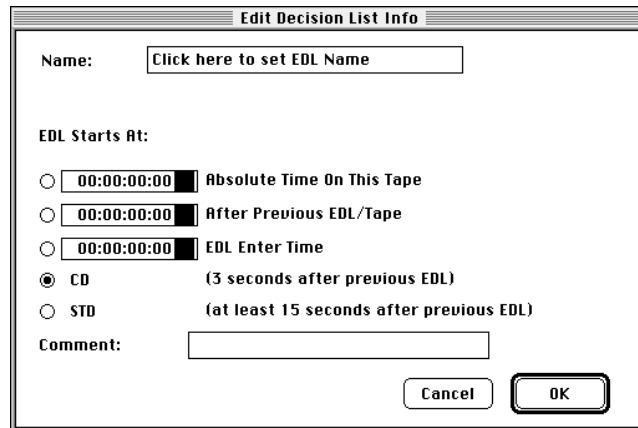 Edit Decision List Info
Name: Click here to set EDL Name
EDL Starts At:
00:00:00:00 Absolute Time On This Tape
00:00:00:00 After Previous EDL/Tape
00:00:00:00 EDL Enter Time
CD (3 seconds after previous EDL)
STD (at least 15 seconds after previous EDL)
Comment:
Cancel OK